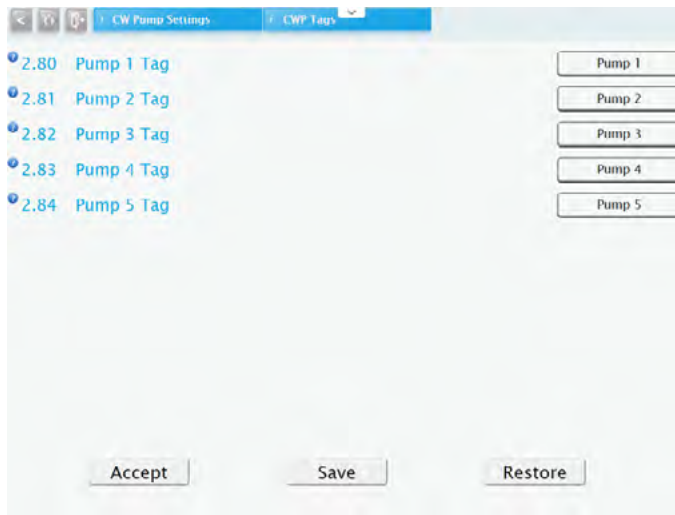 < CW Pump Settings CWP Tags
? 2.80 Pump 1 Tag Pump 1
? 2.81 Pump 2 Tag Pump 2
? 2.82 Pump 3 Tag Pump 3
? 2.83 Pump 4 Tag Pump 4
? 2.84 Pump 5 Tag Pump 5
Accept Save Restore